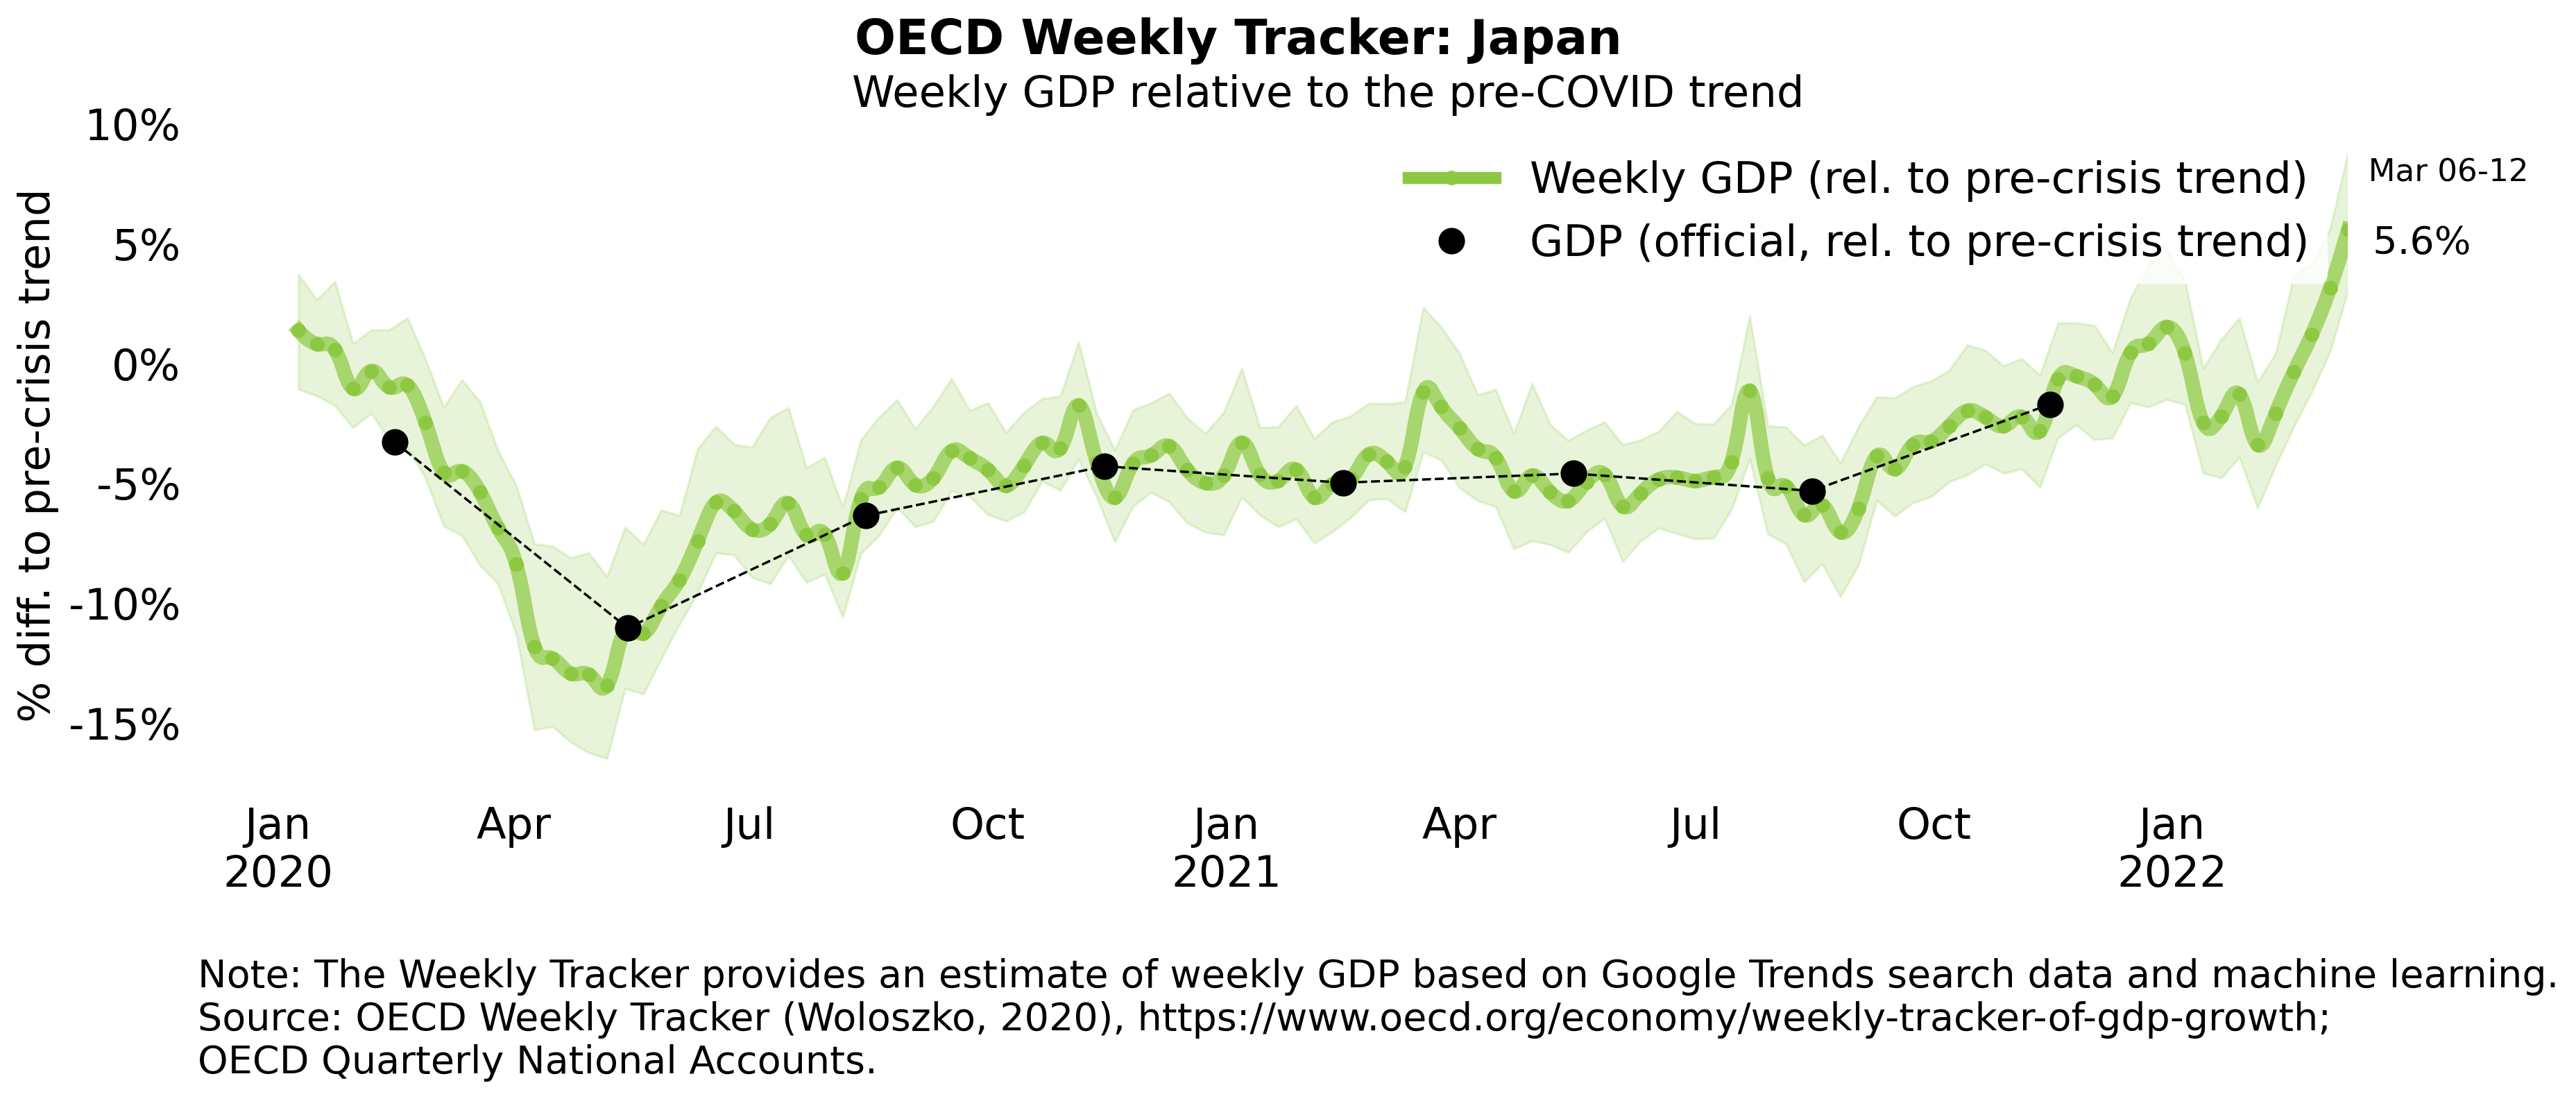 OECD Weekly Tracker: Japan
Weekly GDP relative to the pre-COVID trend
10%
5%
0%
-5%
-10%
-15%
% diff. to pre-crisis trend
Weekly GDP (rel. to pre-crisis trend)
GDP (official, rel. to pre-crisis trend)
Mar 06-12
5.6%
Jan Apr Jul Oct Jan Apr Jul Oct Jan
2020 2021 2022
Note: The Weekly Tracker provides an estimate of weekly GDP based on Google Trends search data and machine learning.
Source: OECD Weekly Tracker (Woloszko, 2020), https://www.oecd.org/economy/weekly-tracker-of-gdp-growth;
OECD Quarterly National Accounts.